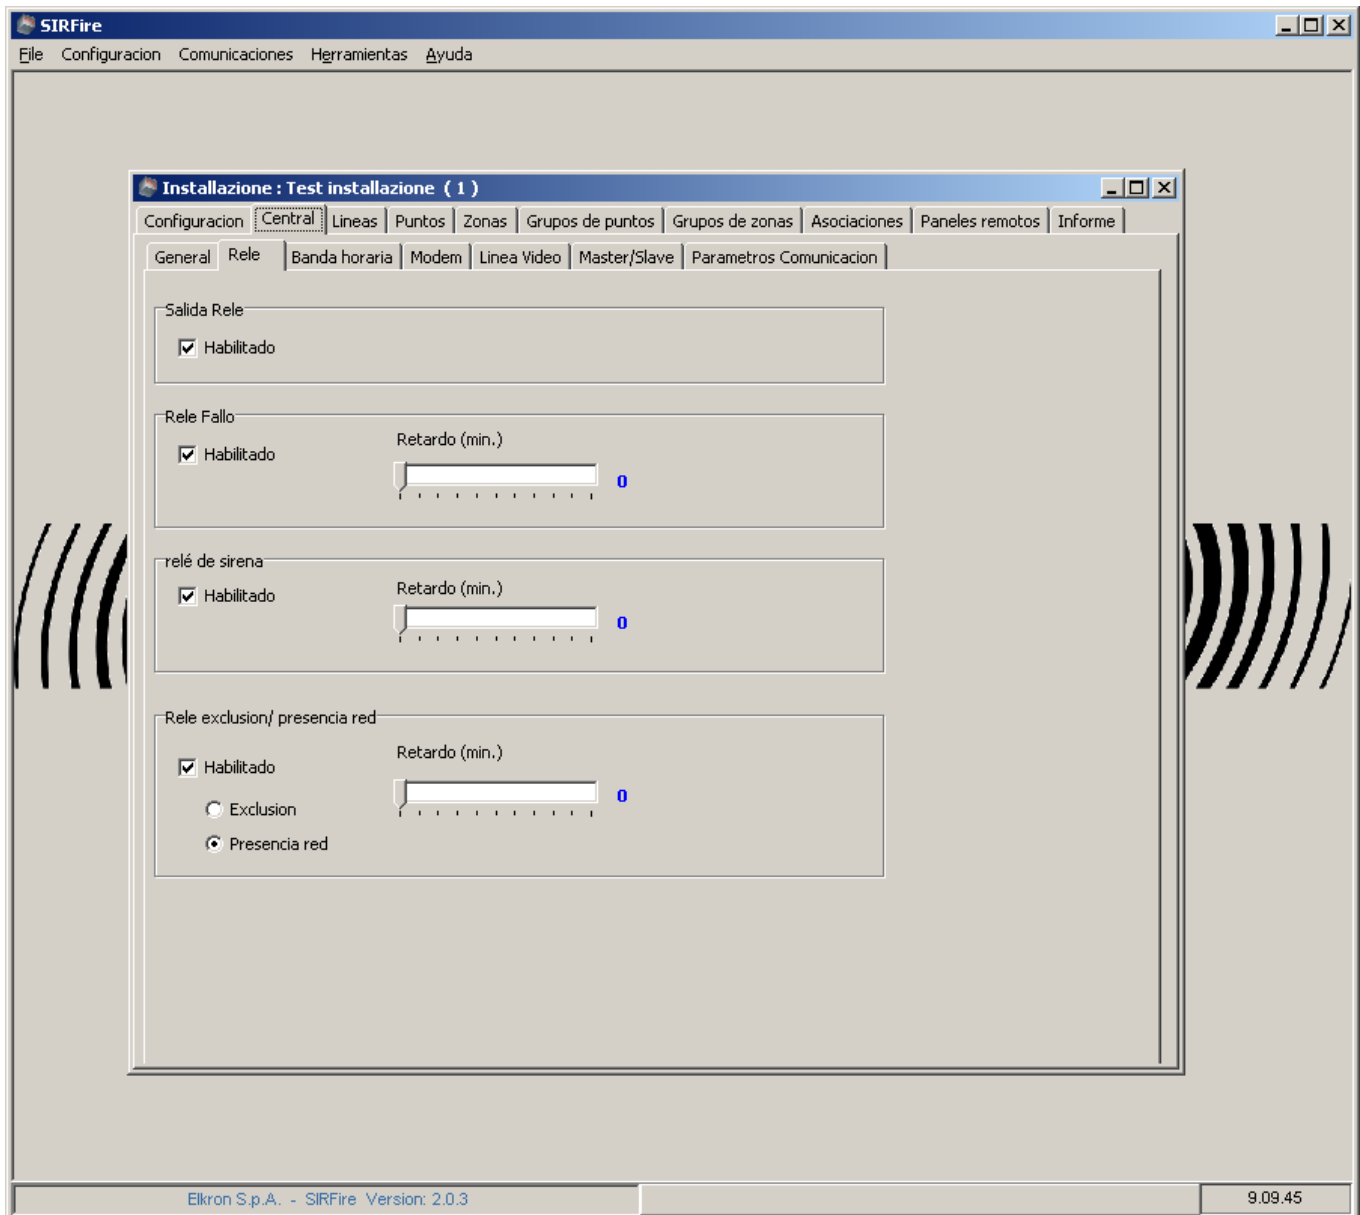 SIRFire
File Configuracion Comunicaciones Herramientas Ayuda
Installazione : Test installazione ( 1 )
Configuracion Central Lineas Puntos Zonas Grupos de puntos Grupos de zonas Asociaciones Paneles remotos Informe
General Rele Banda horaria Modem Linea Video Master/Slave Parametros Comunicacion
Salida Rele
Habilitado
Rele Fallo
Retardo (min.)
Habilitado
0
relé de sirena
Retardo (min.)
Habilitado
0
Rele exclusion/ presencia red
Retardo (min.)
Habilitado
0
Exclusion
Presencia red
Elkron S.p.A. - SIRFire Version: 2.0.3 9.09.45